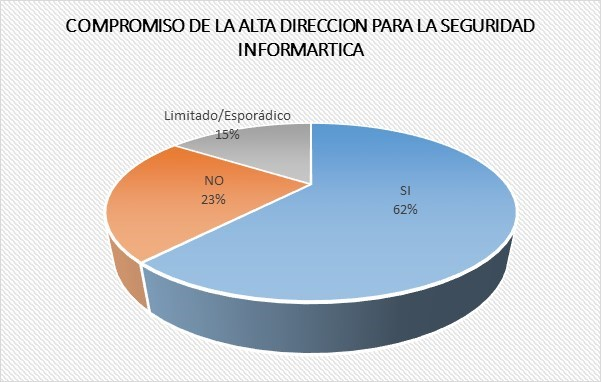 COMPROMISO DE LA ALTA DIRECCION PARA LA SEGURIDAD
INFORMARTICA
Limitado/Esporádico
15%
NO
23%
SI
62%